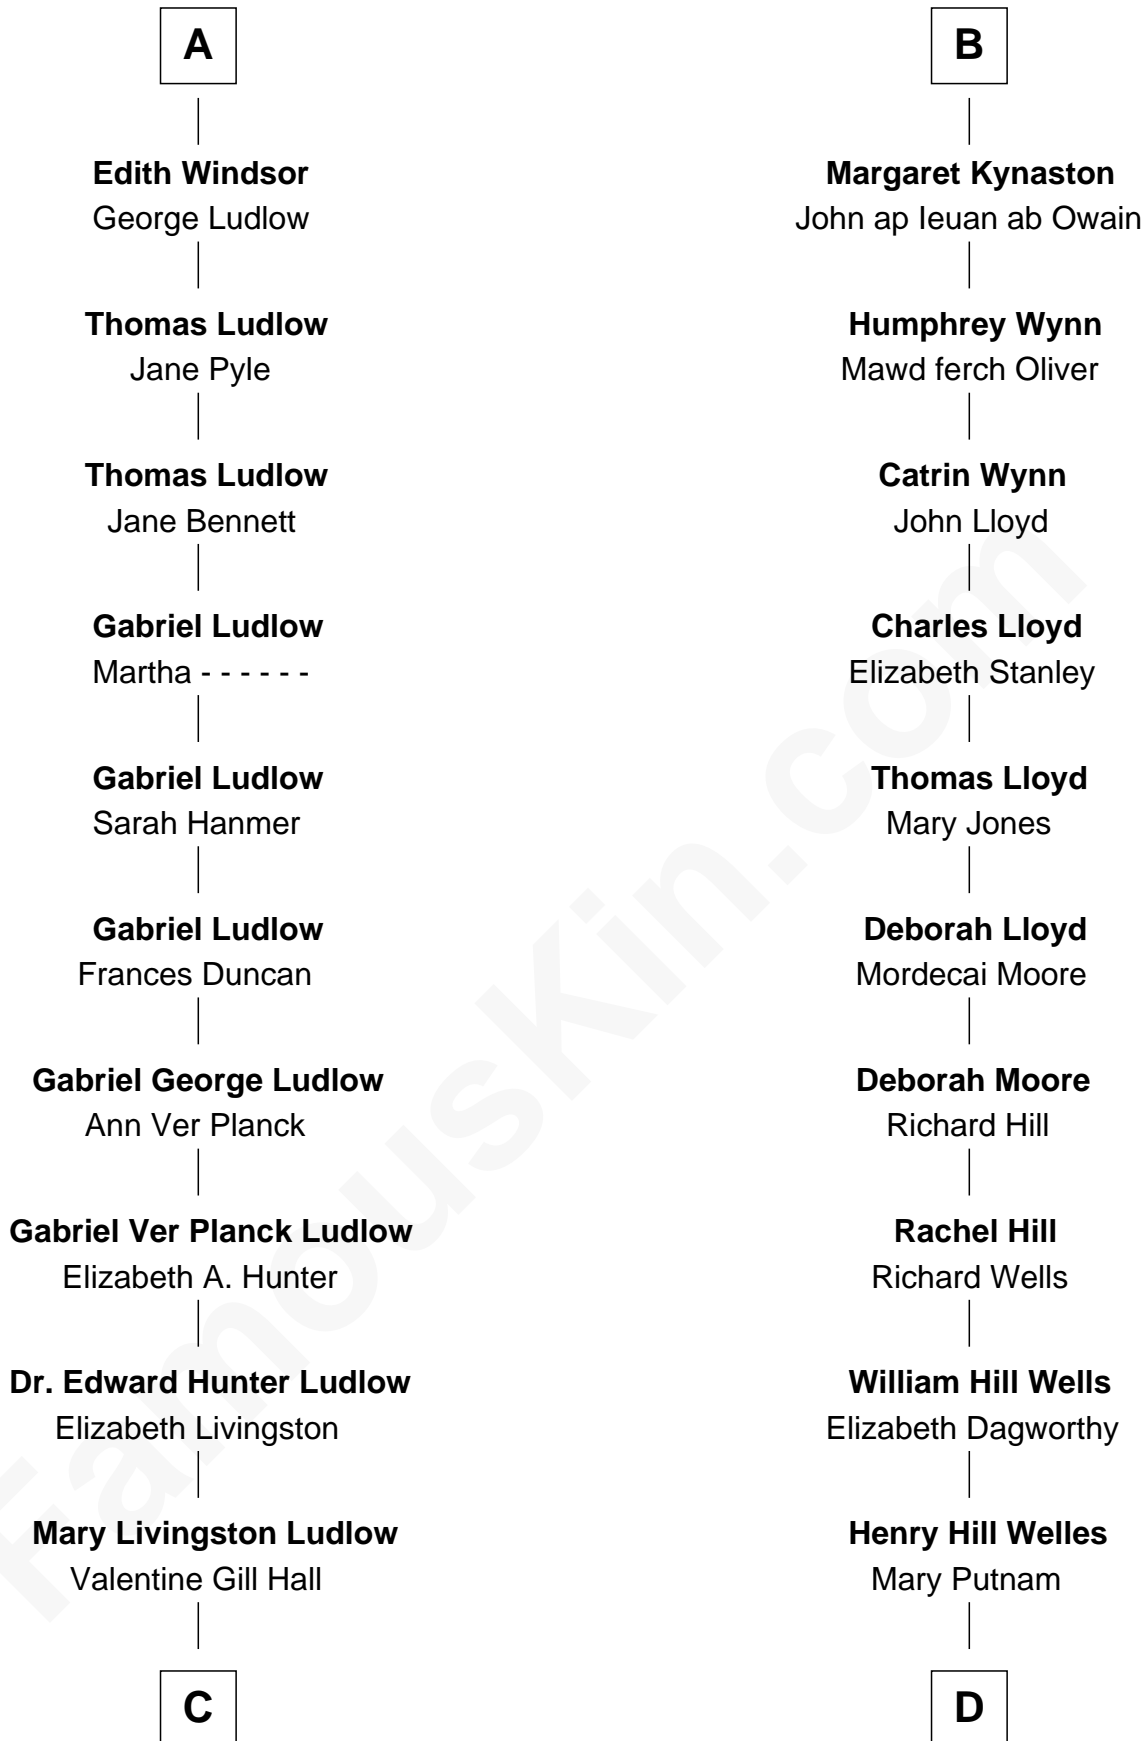 A
Edith Windsor
George Ludlow
Thomas Ludlow
Jane Pyle
Thomas Ludlow
Jane Bennett
Gabriel Ludlow
Martha - - - - - -
Gabriel Ludlow
Sarah Hanmer
Gabriel Ludlow
Frances Duncan
Gabriel George Ludlow
Ann Ver Planck
Gabriel Ver Planck Ludlow
Elizabeth A. Hunter
Dr. Edward Hunter Ludlow
Elizabeth Livingston
Mary Livingston Ludlow
Valentine Gill Hall
C
B
Margaret Kynaston
John ap Ieuan ab Owain
Humphrey Wynn
Mawd ferch Oliver
Catrin Wynn
John Lloyd
Charles Lloyd
Elizabeth Stanley
Thomas Lloyd
Mary Jones
Deborah Lloyd
Mordecai Moore
Deborah Moore
Richard Hill
Rachel Hill
Richard Wells
William Hill Wells
Elizabeth Dagworthy
Henry Hill Welles
Mary Putnam
D
FamousKin.com